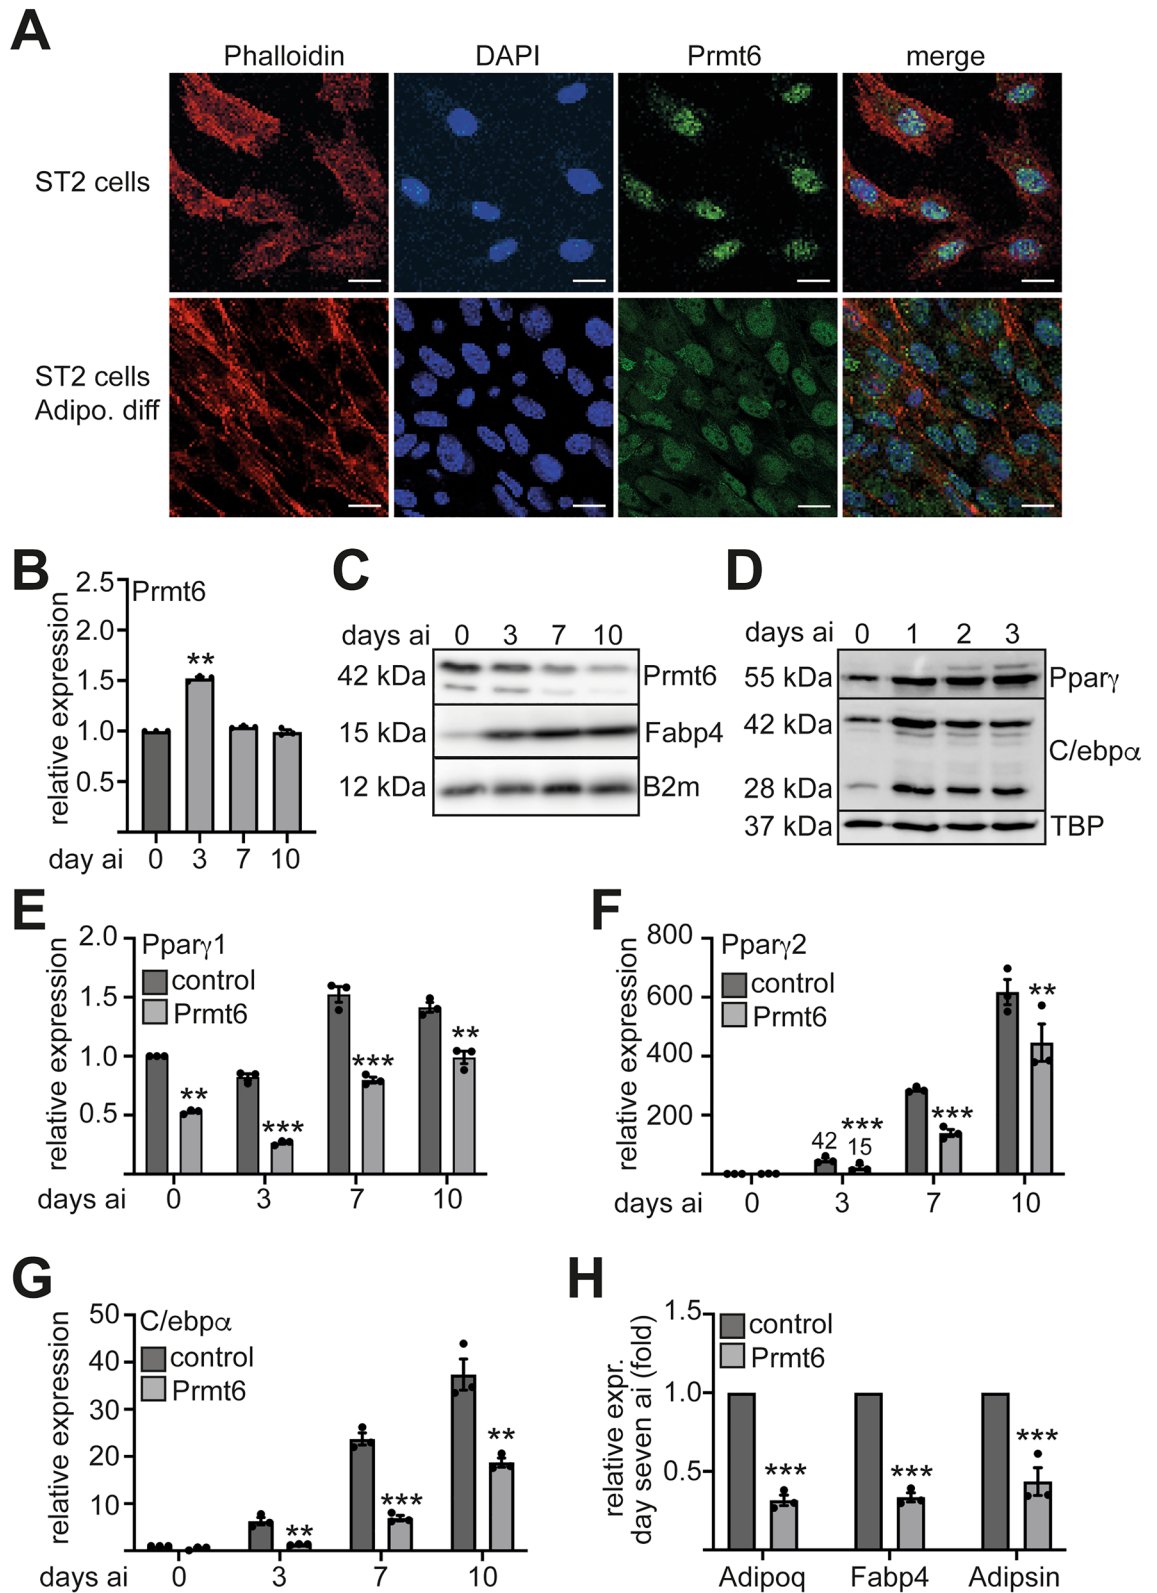 A
Phalloidin DAPI Prmt6 merge
ST2 cells
ST2 cells
Adipo. diff
B
2.5
2.0
1.5
1.0
0.5
relative expression
Prmt6
**
day ai 0 3 7 10
C
days ai 0 3 7 10
42 kDa Prmt6
15 kDa Fabp4
12 kDa B2m
D
days ai 0 1 2 3
55 kDa Pparγ
42 kDa
C/ebpα
28 kDa
37 kDa TBP
E
2.0
1.5
1.0
0.5
relative expression
Pparγ1
control
Prmt6
** *** *** **
days ai 0 3 7 10
F
800
600
400
200
relative expression
Pparγ2
control
Prmt6
42 15
*** *** **
days ai 0 3 7 10
G
50
40
30
20
10
relative expression
C/ebpα
control
Prmt6
** *** **
days ai 0 3 7 10
H
1.5
1.0
0.5
relative expr.
day seven ai (fold)
control
Prmt6
*** *** ***
Adipoq Fabp4 Adipsin